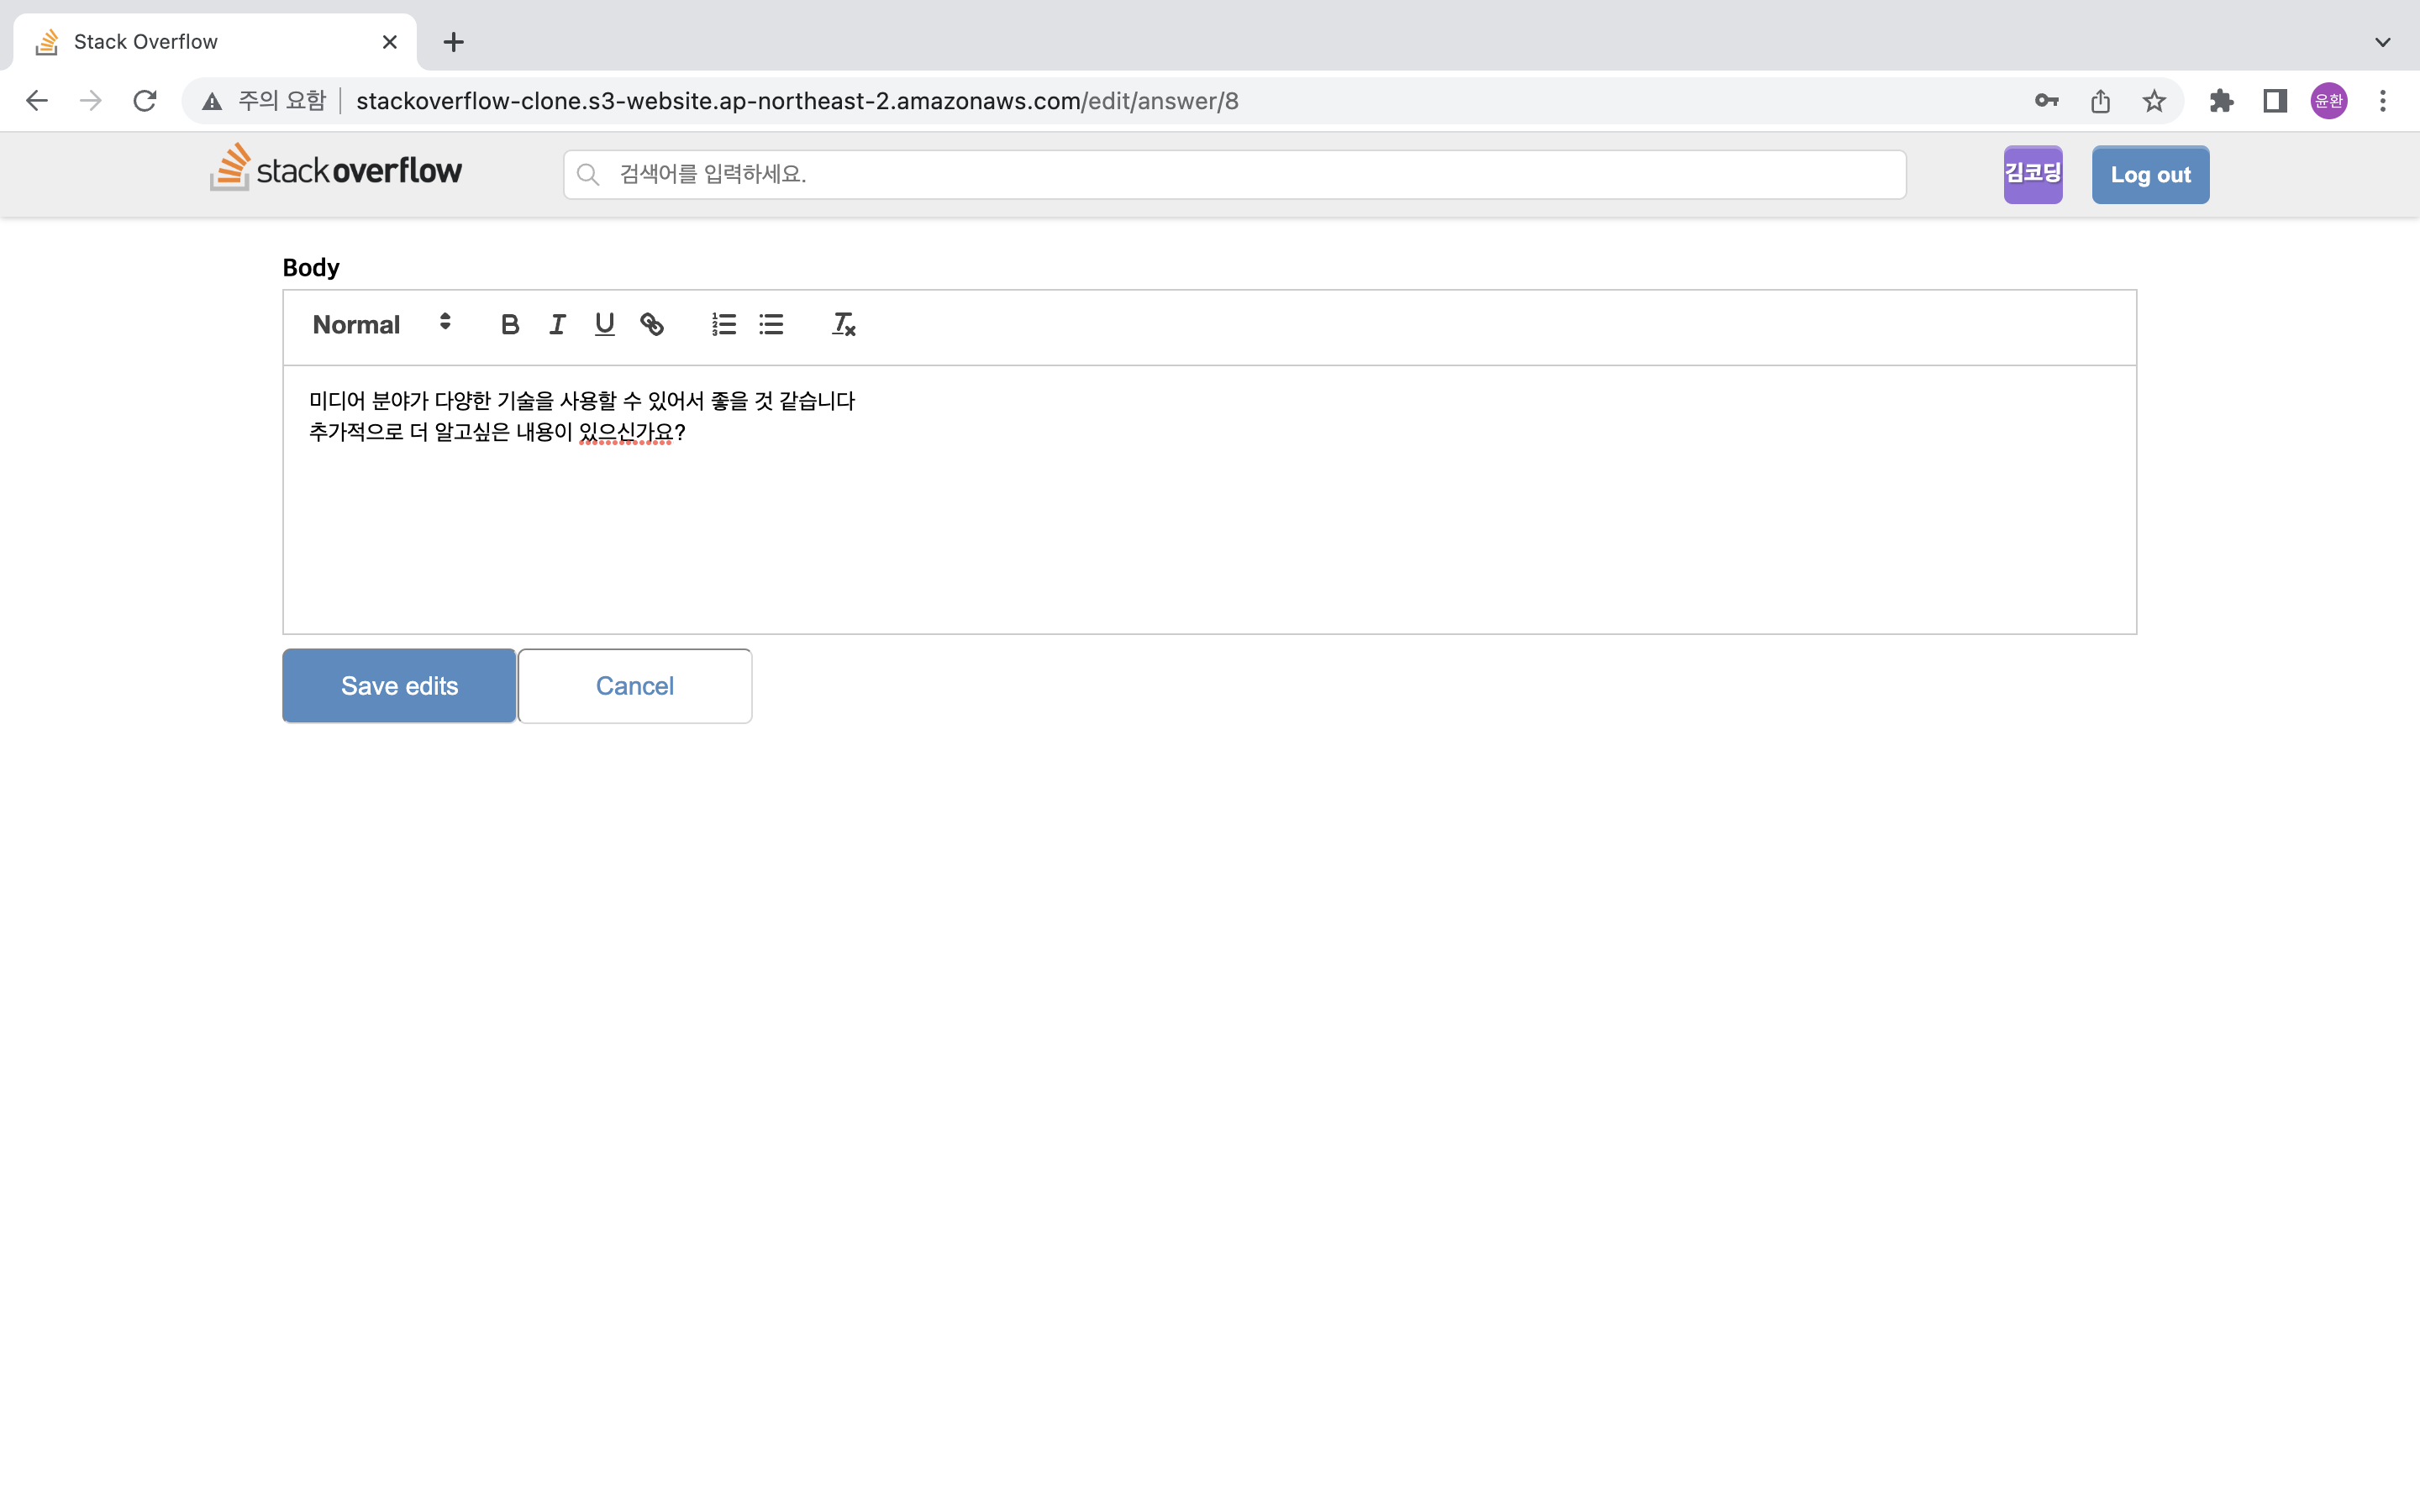 Stack Overflow
주의 요함
stackoverflow-clone.s3-website.ap-northeast-2.amazonaws.com/edit/answer/8
윤환
stackoverflow
검색어를 입력하세요.
김코딩
Log out
Body
Normal
미디어 분야가 다양한 기술을 사용할 수 있어서 좋을 것 같습니다
추가적으로 더 알고싶은 내용이 있으신가요?
Save edits
Cancel